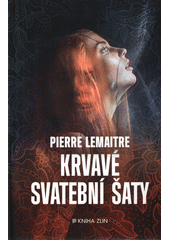 PIERRE LEMAITRE
KRVAVÉ
SVATEBNÍ ŠATY
KNIHA ZLIN